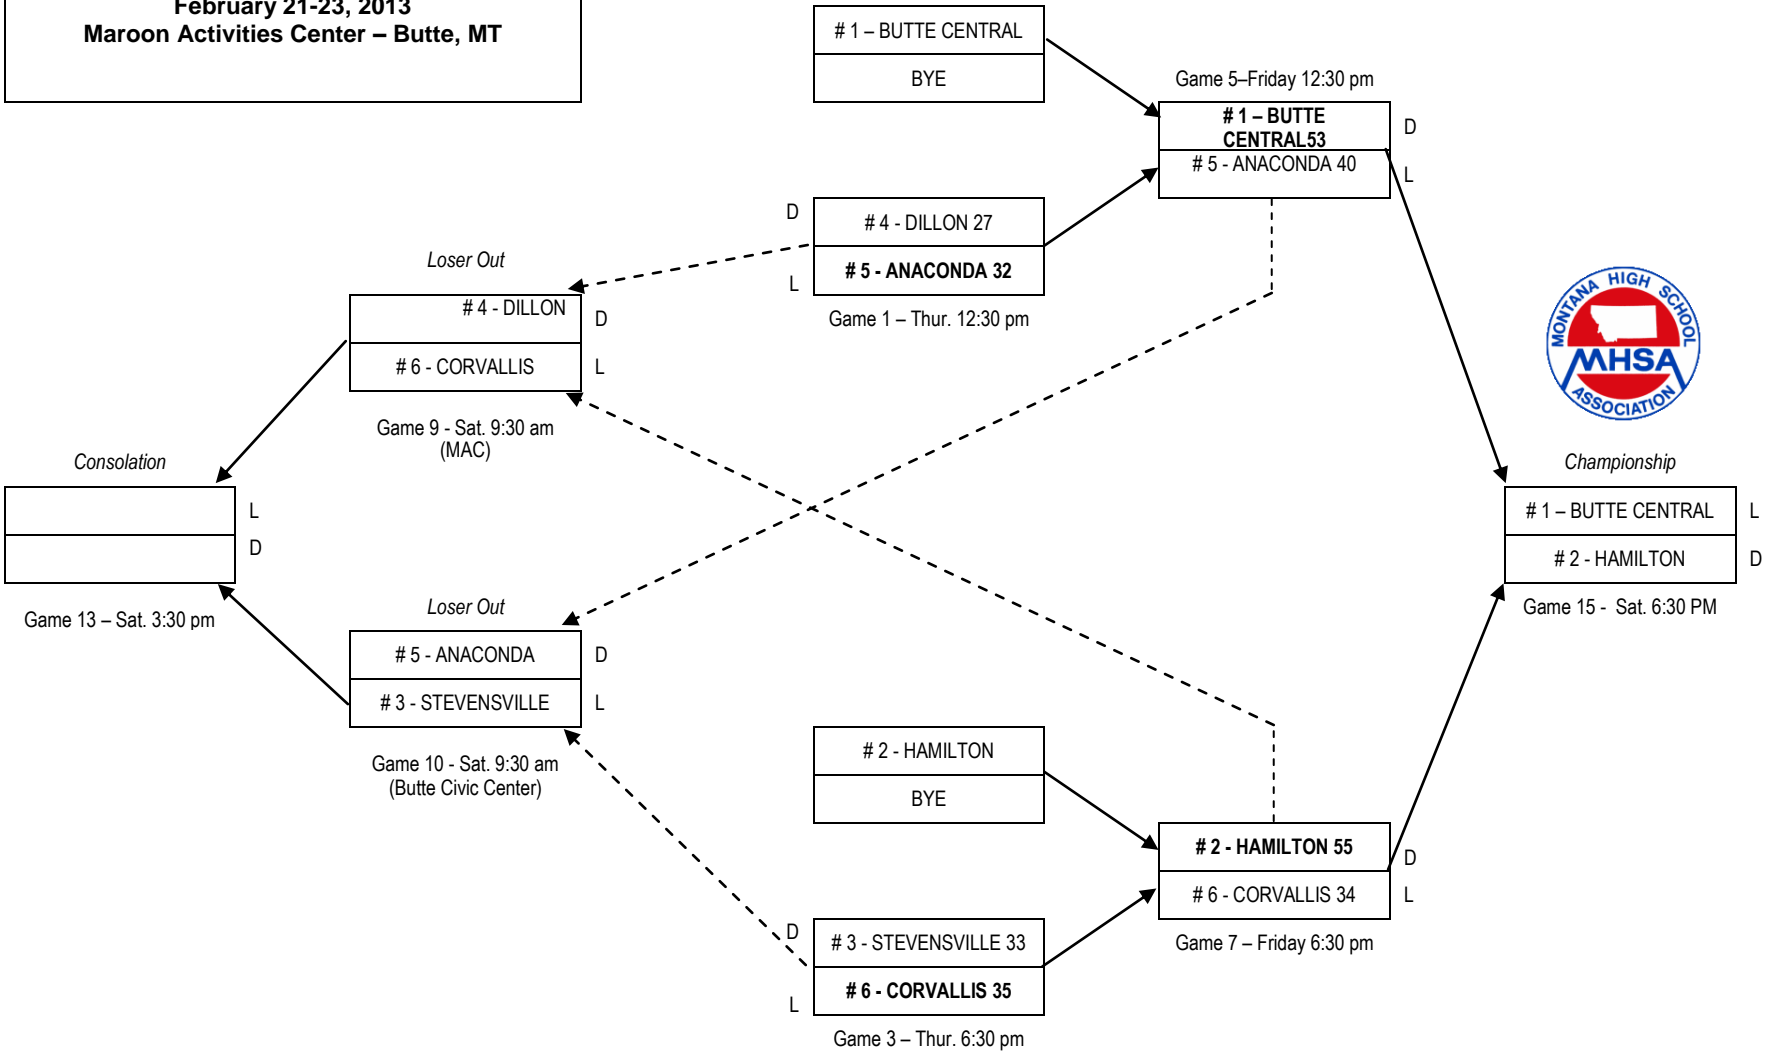 February 21-23, 2013
Maroon Activities Center – Butte, MT
# 1 – BUTTE CENTRAL
BYE
Game 5–Friday 12:30 pm
# 1 – BUTTE
CENTRAL53
D
# 5 - ANACONDA 40
L
D
# 4 - DILLON 27
# 5 - ANACONDA 32
L
Game 1 – Thur. 12:30 pm
Loser Out
# 4 - DILLON
D
# 6 - CORVALLIS
L
Game 9 - Sat. 9:30 am
(MAC)
MONTANA HIGH SCHOOL
MHSA
ASSOCIATION
Consolation
L
D
Game 13 – Sat. 3:30 pm
Championship
# 1 – BUTTE CENTRAL
L
# 2 - HAMILTON
D
Game 15 -  Sat. 6:30 PM
Loser Out
# 5 - ANACONDA
D
# 3 - STEVENSVILLE
L
Game 10 - Sat. 9:30 am
(Butte Civic Center)
# 2 - HAMILTON
BYE
# 2 - HAMILTON 55
D
# 6 - CORVALLIS 34
L
Game 7 – Friday 6:30 pm
D
# 3 - STEVENSVILLE 33
# 6 - CORVALLIS 35
L
Game 3 – Thur. 6:30 pm